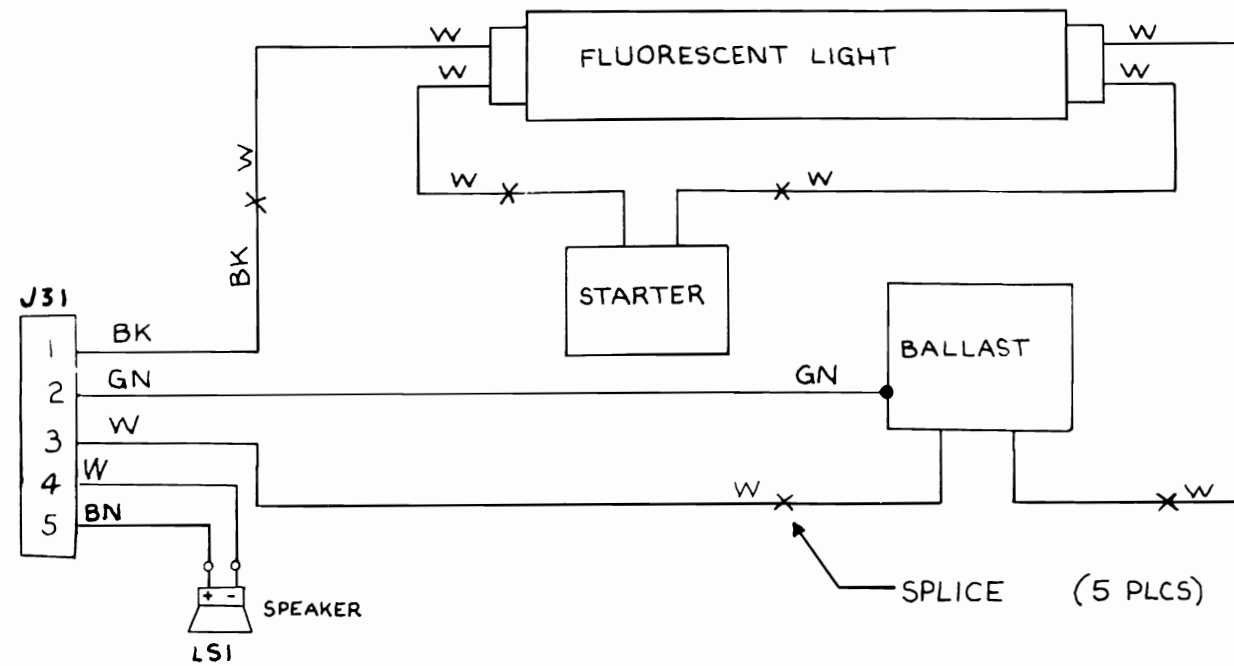 W
FLUORESCENT LIGHT
W
W
W
W
W
W
BK
STARTER
J31
1
BK
BALLAST
2
GN
GN
3
W
4
W
W
W
5
BN
SPLICE (5 PLCS)
+ -
SPEAKER
LS1